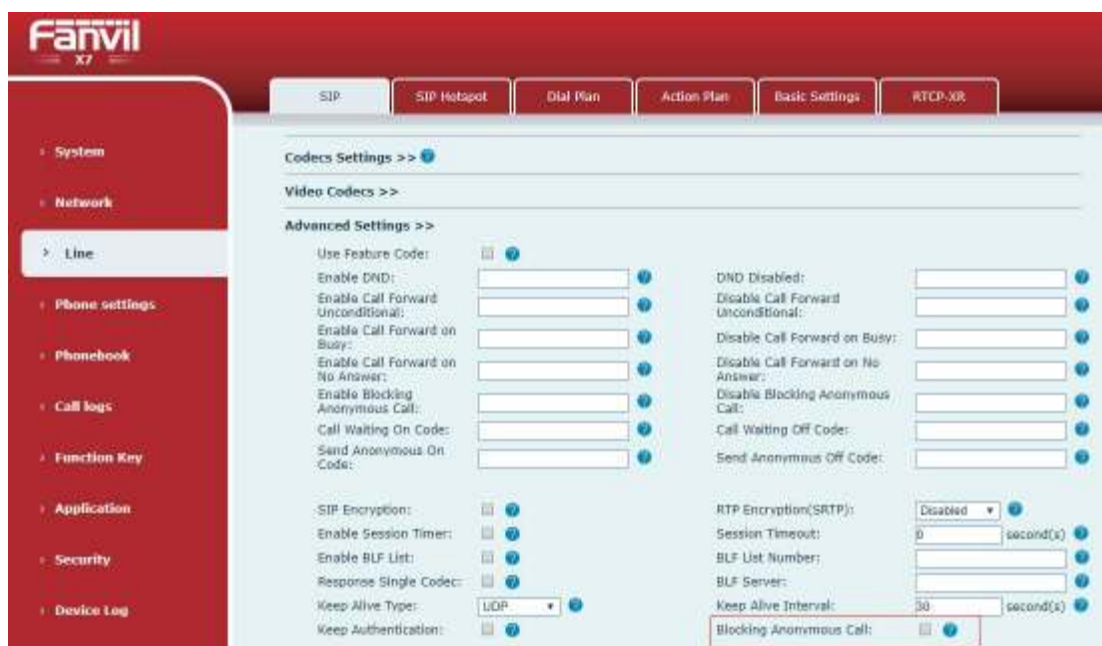 Fanvil
X7
SIP
SIP Hotspot
Dial Plan
Action Plan
Basic Settings
RTCP-XR
System
Network
Line
Phone settings
Phonebook
Call logs
Function Key
Application
Security
Device Log
Codecs Settings >>
Video Codecs >>
Advanced Settings >>
Use Feature Code:
Enable DND:
DND Disabled:
Enable Call Forward
Unconditional:
Disable Call Forward
Unconditional:
Enable Call Forward on
Busy:
Disable Call Forward on Busy:
Enable Call Forward on
No Answer:
Disable Call Forward on No
Answer:
Enable Blocking
Anonymous Call:
Disable Blocking Anonymous
Call:
Call Waiting On Code:
Call Waiting Off Code:
Send Anonymous On
Code:
Send Anonymous Off Code:
SIP Encryption:
RTP Encryption(SRTP): Disabled
Enable Session Timer:
Session Timeout: 0 second(s)
Enable BLF List:
BLF List Number:
Response Single Codec:
BLF Server:
Keep Alive Type: UDP
Keep Alive Interval: 30 second(s)
Keep Authentication:
Blocking Anonymous Call: